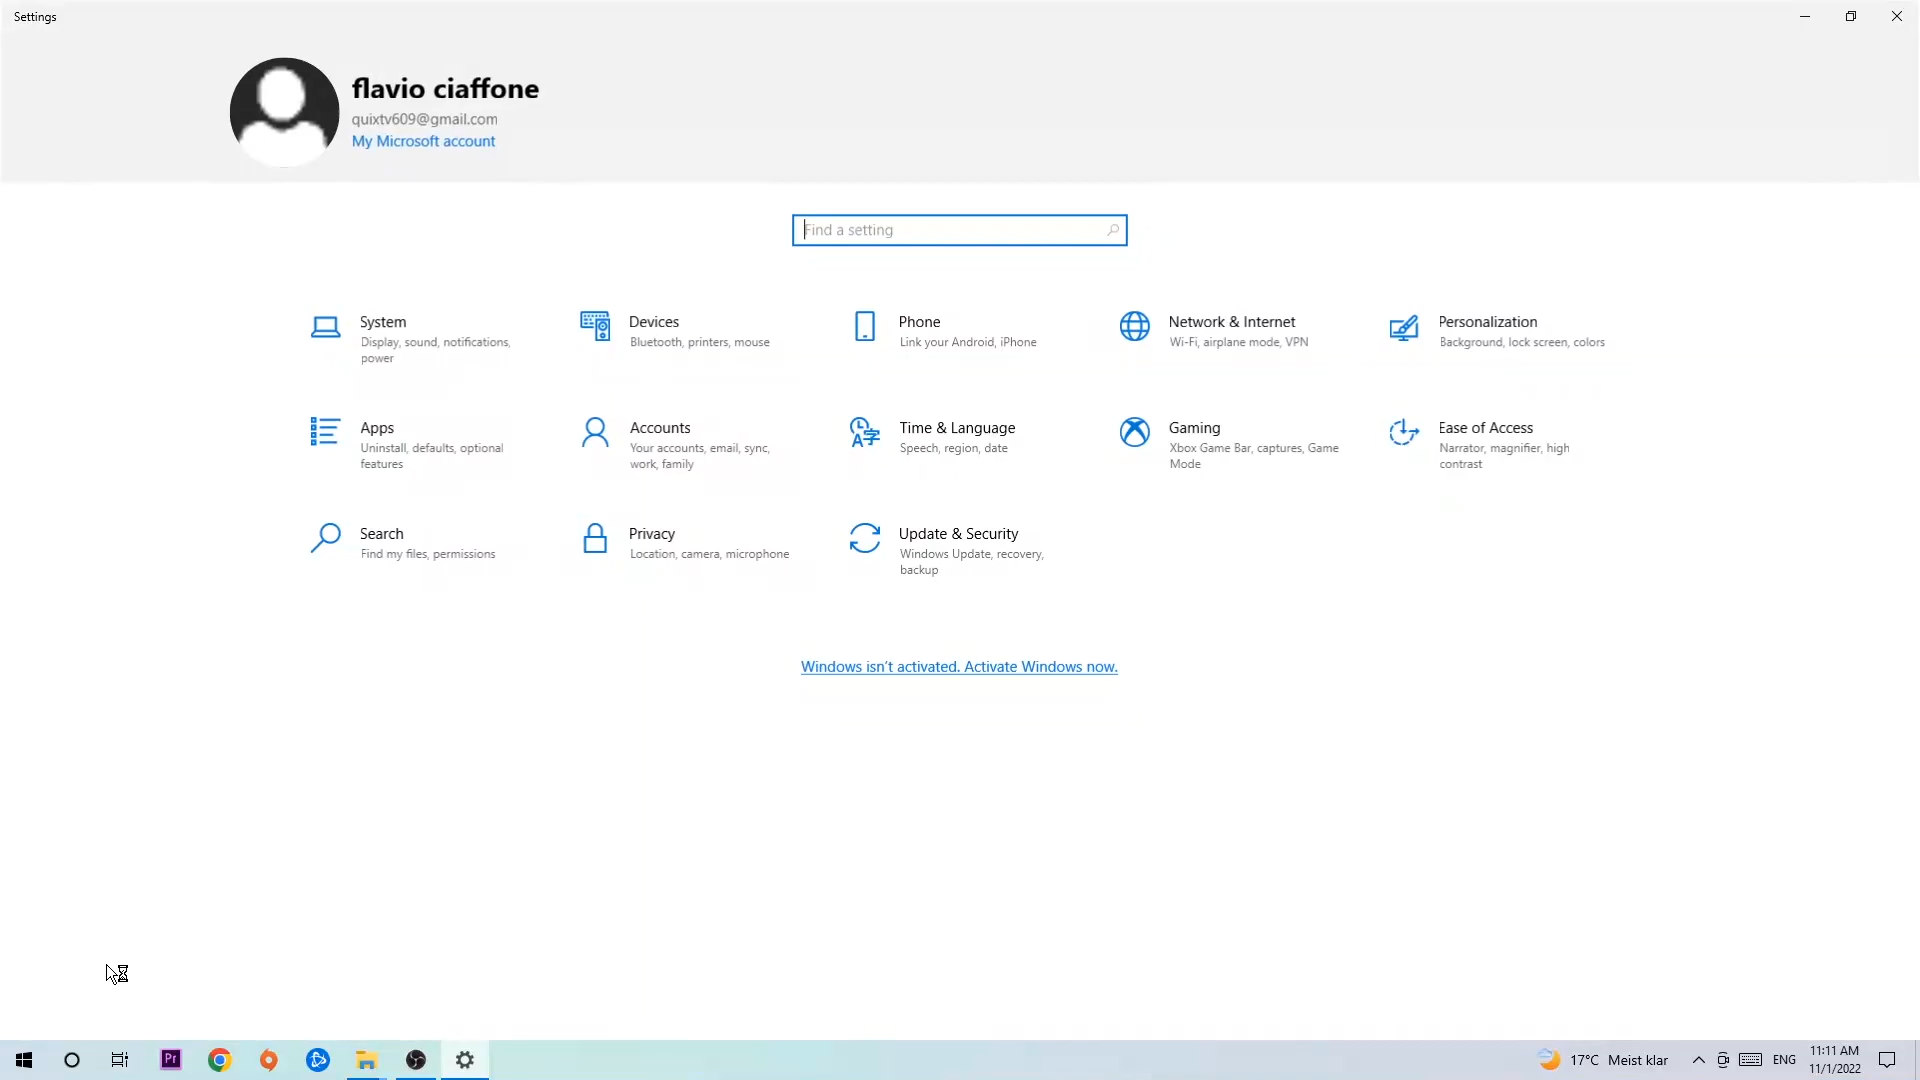 Settings
flavio ciaffone
quixtv609@gmail.com
My Microsoft account
Find a setting
System
Display, sound, notifications,
power
Devices
Bluetooth, printers, mouse
Phone
Link your Android, iPhone
Network & Internet
Wi-Fi, airplane mode, VPN
Personalization
Background, lock screen, colors
Apps
Uninstall, defaults, optional
features
Accounts
Your accounts, email, sync,
work, family
Time & Language
Speech, region, date
Gaming
Xbox Game Bar, captures, Game
Mode
Ease of Access
Narrator, magnifier, high
contrast
Search
Find my files, permissions
Privacy
Location, camera, microphone
Update & Security
Windows Update, recovery,
backup
Windows isn't activated. Activate Windows now.
Pr
17°C Meist klar
ENG
11:11 AM
11/1/2022